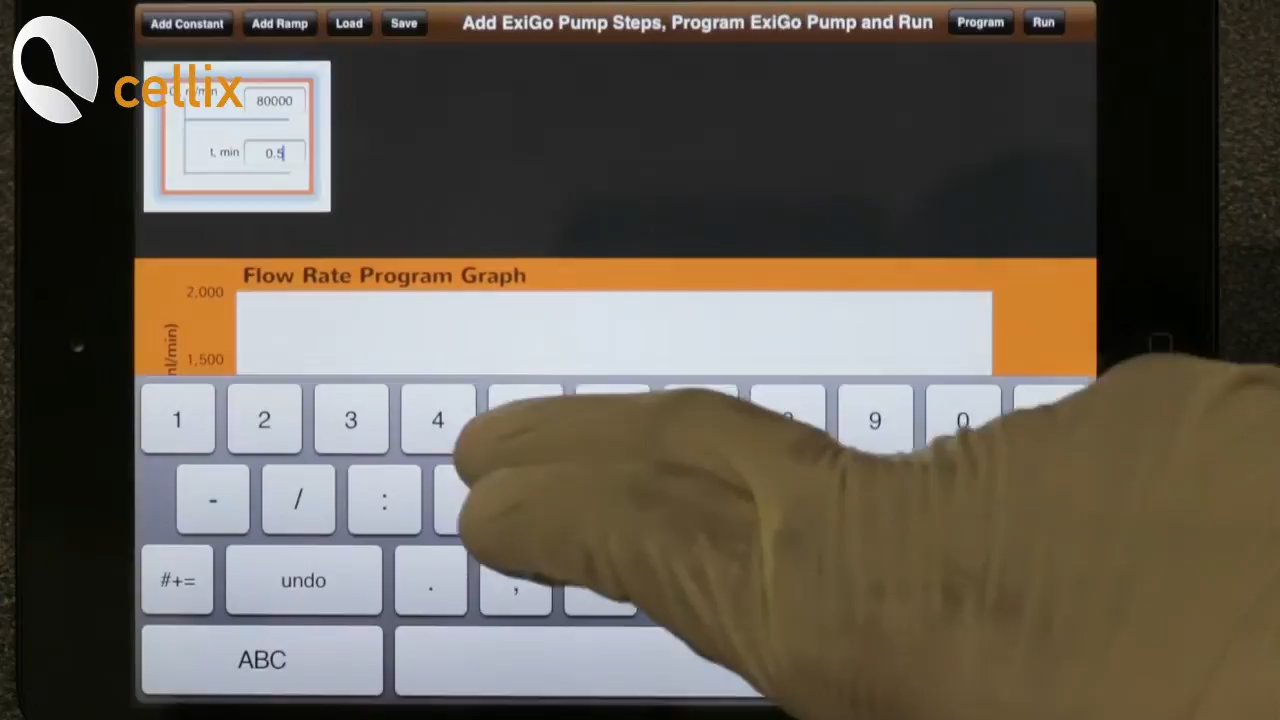 Add Constant
Add Ramp
Load
Save
Add ExiGo Pump Steps, Program ExiGo Pump and Run
Program
Run
cellix
80000
t, min
0.5
Flow Rate Program Graph
2,000
1,500
nl/min)
1
2
3
4
9
0
-
/
:
#+=
undo
.
,
ABC